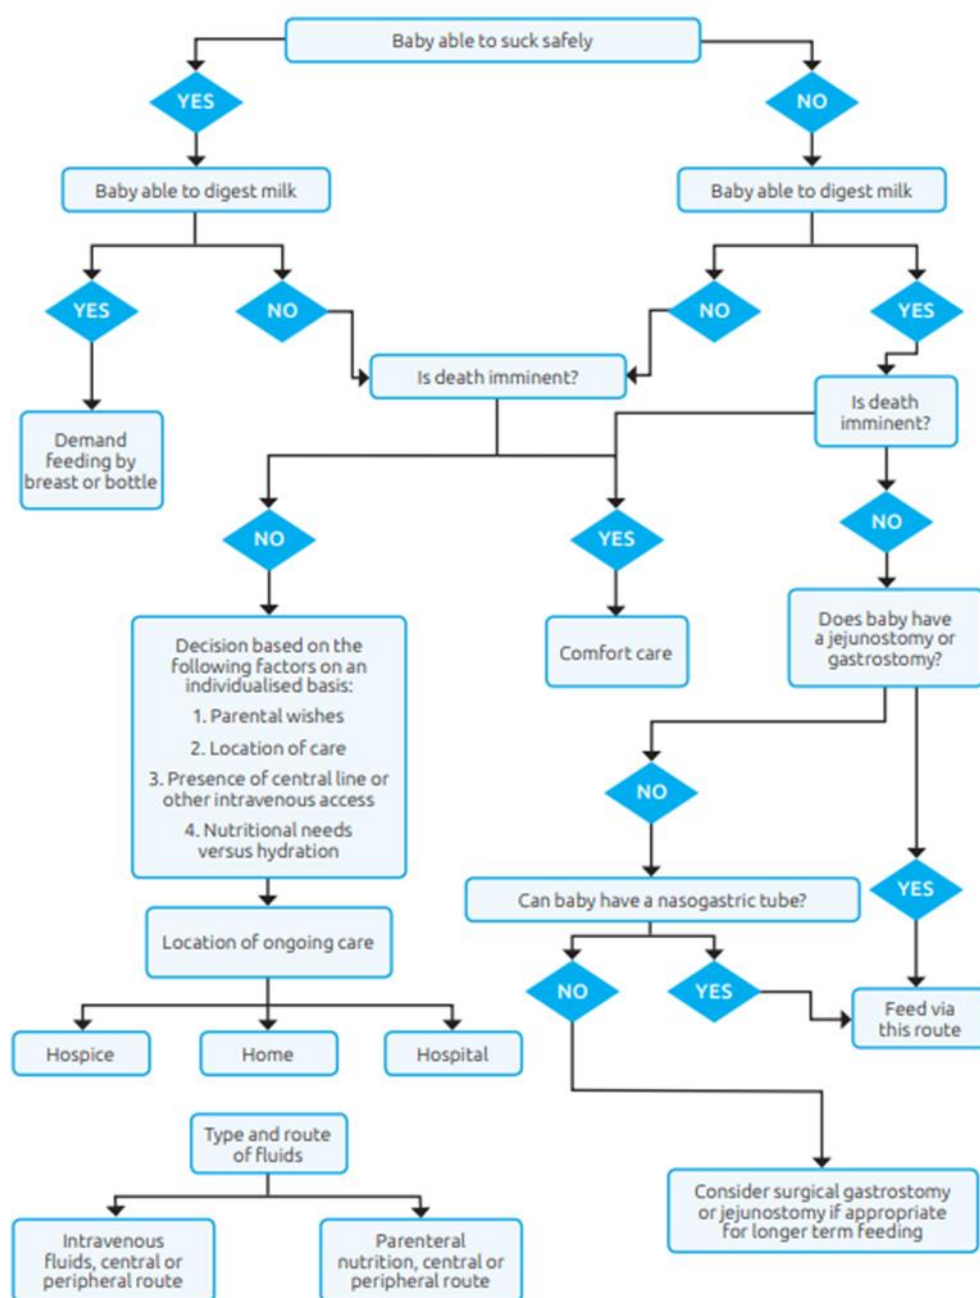 Baby able to suck safely
YES
NO
Baby able to digest milk
Baby able to digest milk
YES
NO
NO
YES
Is death imminent?
Is death
imminent?
Demand
feeding by
breast or bottle
NO
YES
NO
Decision based on the
following factors on an
individualised basis:
1. Parental wishes
2. Location of care
3. Presence of central line or
other intravenous access
4. Nutritional needs
versus hydration
Comfort care
Does baby have
a jejunostomy or
gastrostomy?
NO
Can baby have a nasogastric tube?
YES
Location of ongoing care
NO
YES
Feed via
this route
Hospice
Home
Hospital
Type and route
of fluids
Consider surgical gastrostomy
or jejunostomy if appropriate
for longer term feeding
Intravenous
fluids, central or
peripheral route
Parenteral
nutrition, central or
peripheral route